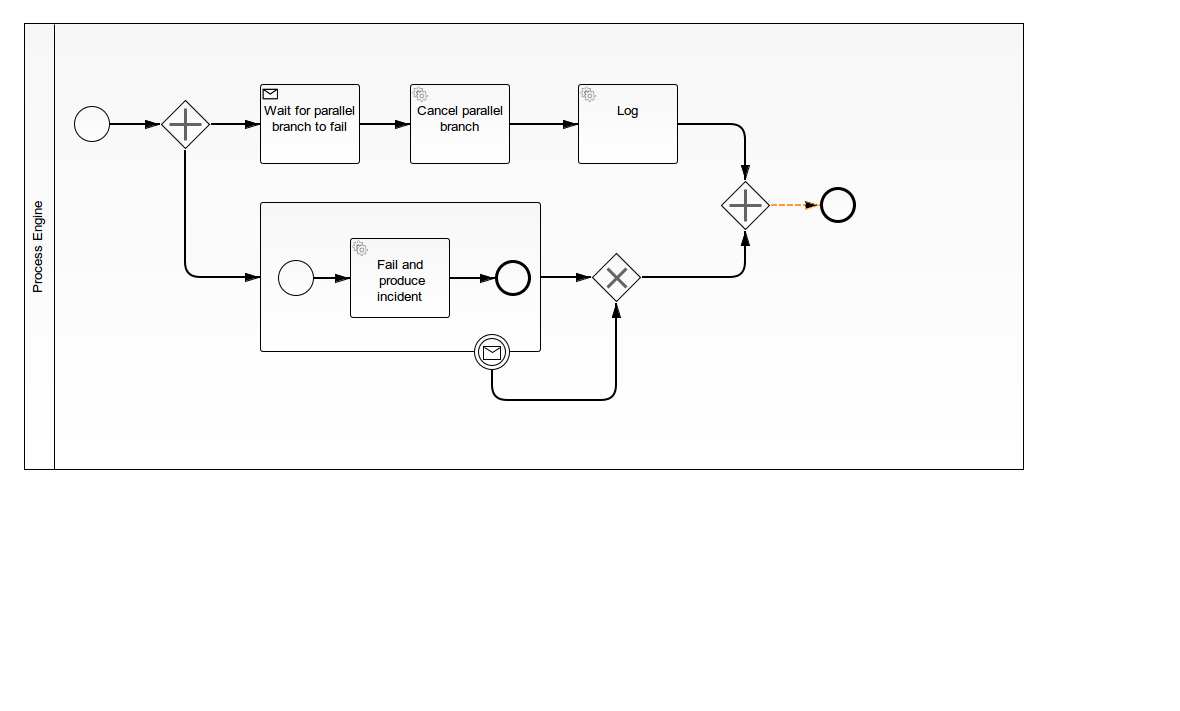 Process Engine
Wait for parallel
branch to fail
Cancel parallel
branch
Log
Fail and
produce
incident